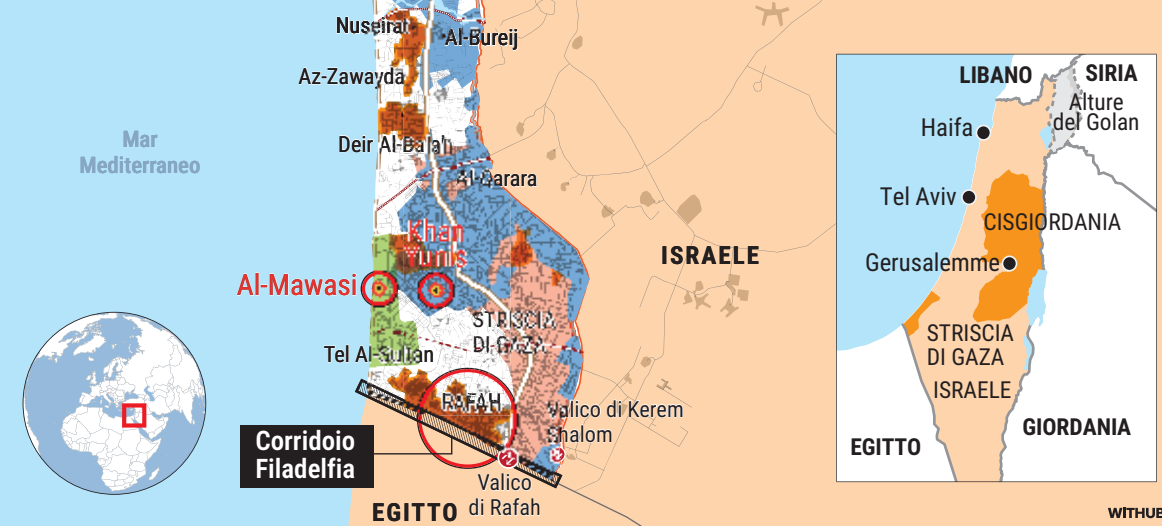 Nuseirat
Al-Bureij
Az-Zawayda
Deir Al-Balah
Al-Qarara
Mar
Mediterraneo
Khan
Yunis
Al-Mawasi
ISRAELE
STRISCIA
DI GAZA
Tel Al-Sultan
RAFAH
Valico di Kerem
Shalom
Corridoio
Filadelfia
Valico
di Rafah
EGITTO
LIBANO
SIRIA
Alture
del Golan
Haifa
Tel Aviv
CISGIORDANIA
Gerusalemme
STRISCIA
DI GAZA
ISRAELE
GIORDANIA
EGITTO
WITHUB